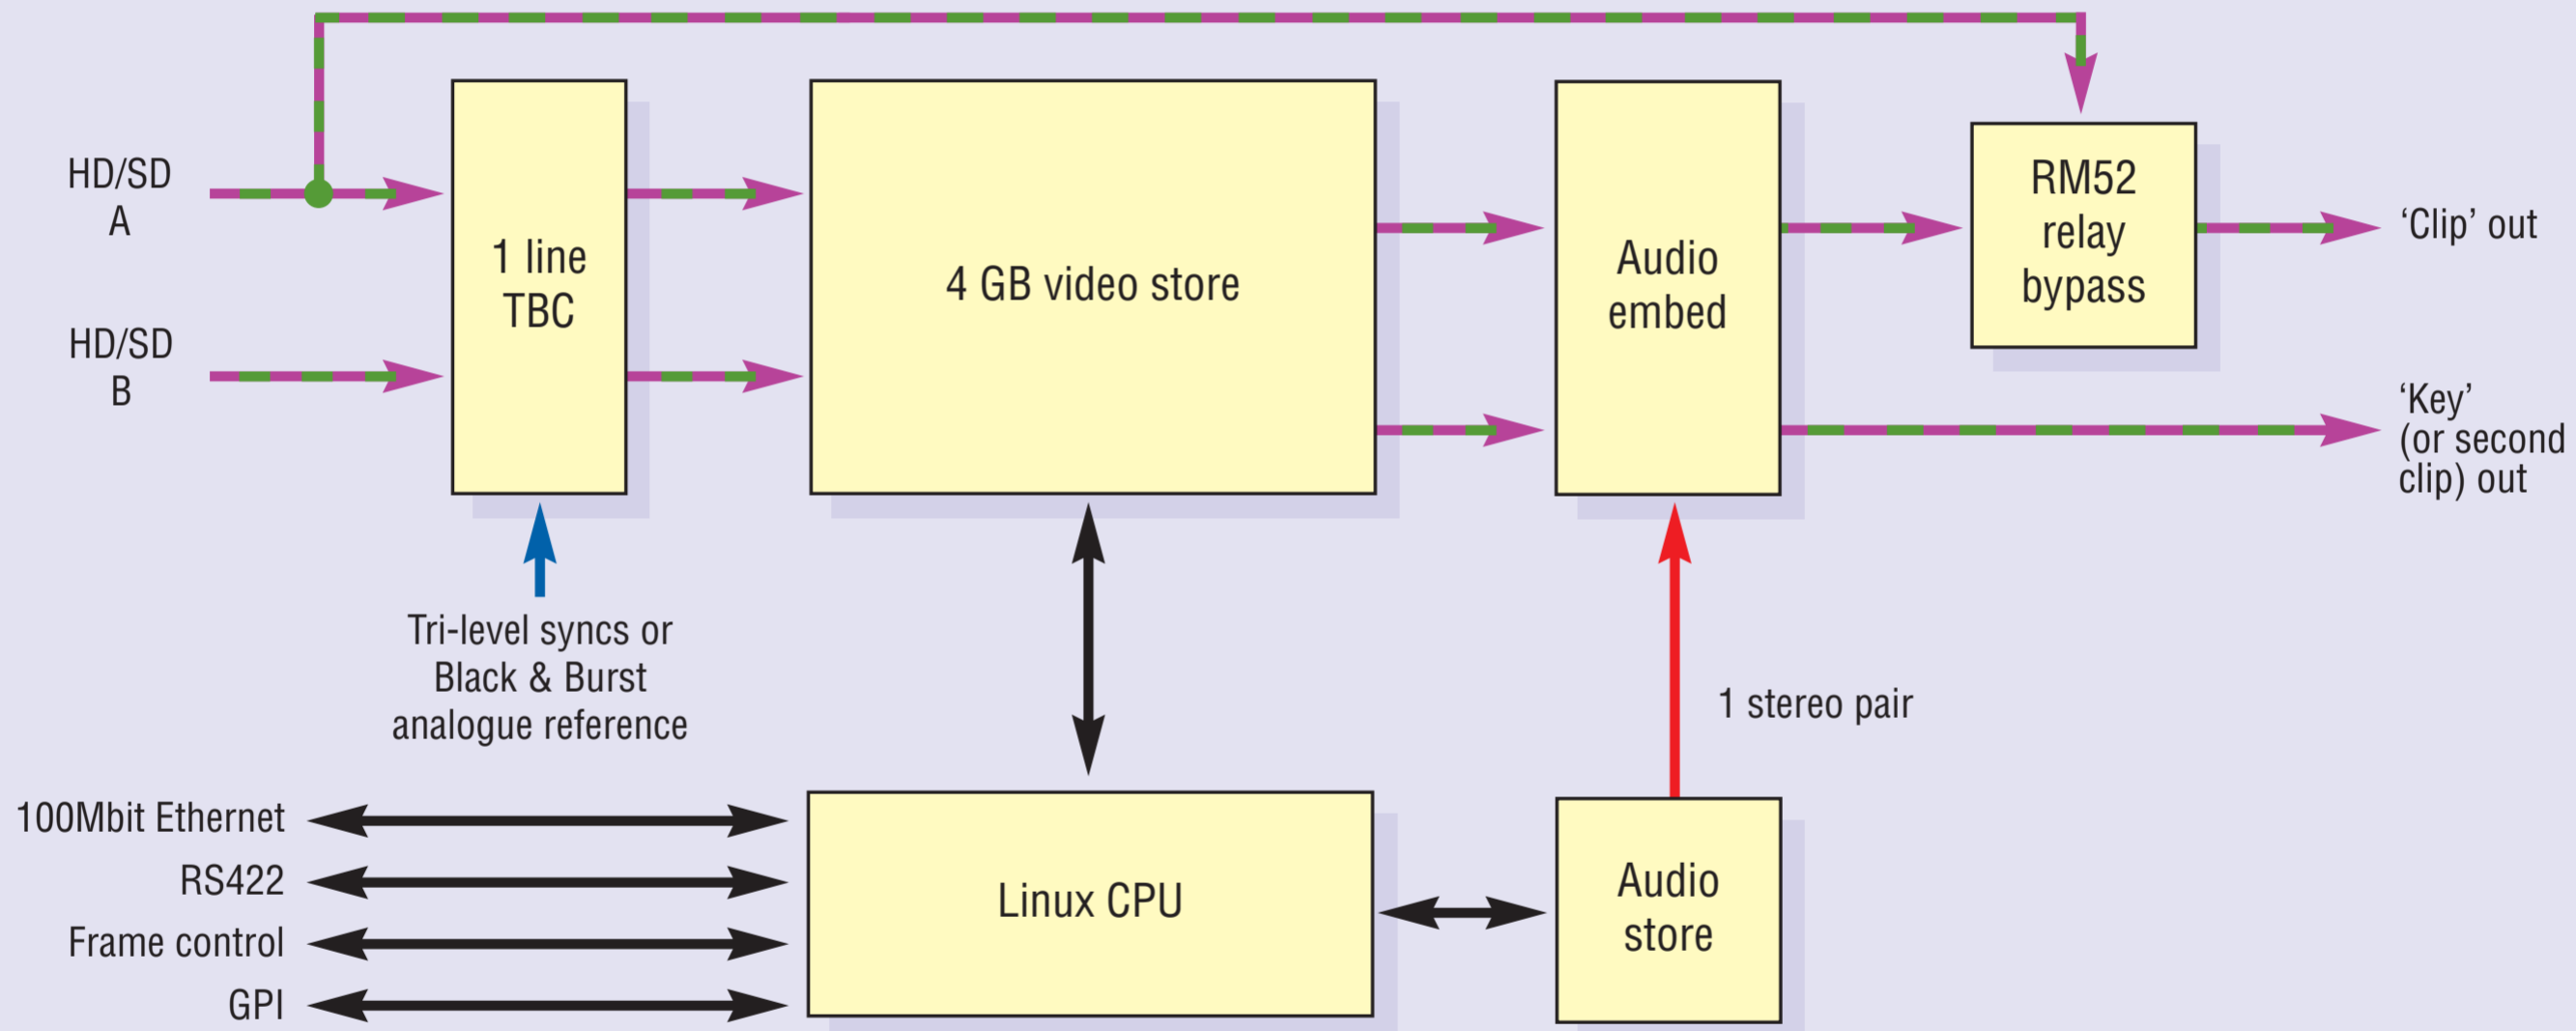 HD/SD
A
HD/SD
B
1 line
TBC
4 GB video store
Audio
embed
RM52
relay
bypass
‘Clip’ out
‘Key’
(or second
clip) out
Tri-level syncs or
Black & Burst
analogue reference
1 stereo pair
100Mbit Ethernet
RS422
Frame control
GPI
Linux CPU
Audio
store